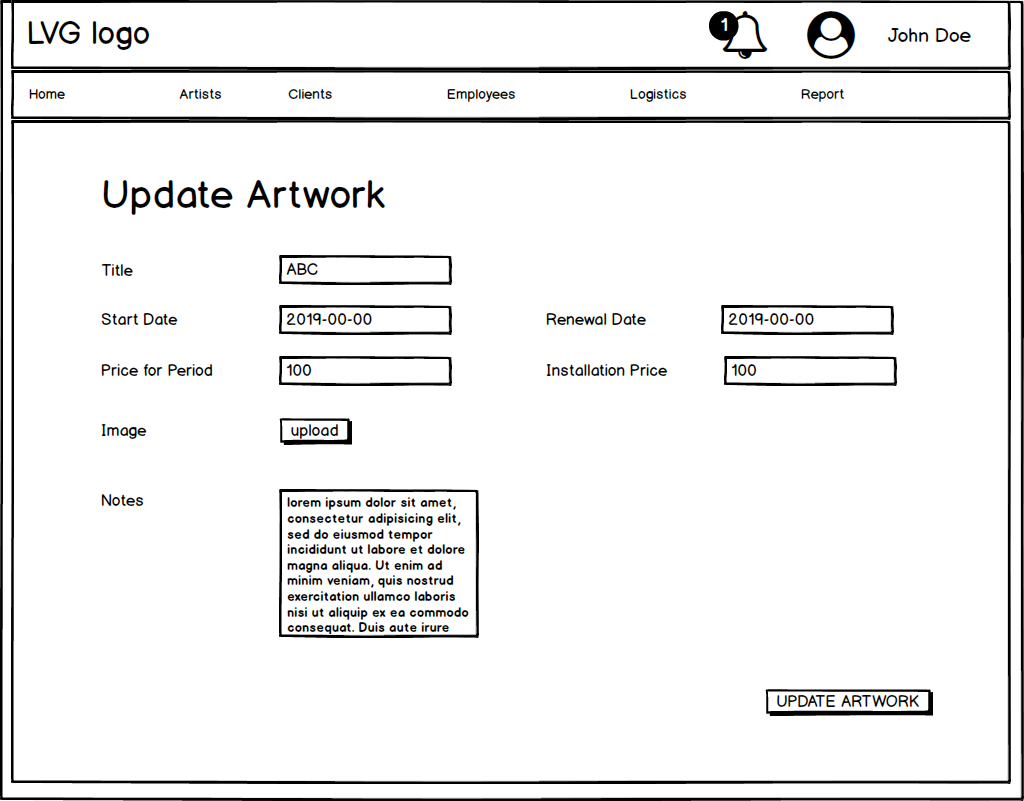 LVG logo
1
John Doe
Home Artists Clients Employees Logistics Report
Update Artwork
Title ABC
Start Date 2019-00-00 Renewal Date 2019-00-00
Price for Period 100 Installation Price 100
Image upload
Notes
lorem ipsum dolor sit amet,
consectetur adipisicing elit,
sed do eiusmod tempor
incididunt ut labore et dolore
magna aliqua. Ut enim ad
minim veniam, quis nostrud
exercitation ullamco laboris
nisi ut aliquip ex ea commodo
consequat. Duis aute irure
UPDATE ARTWORK